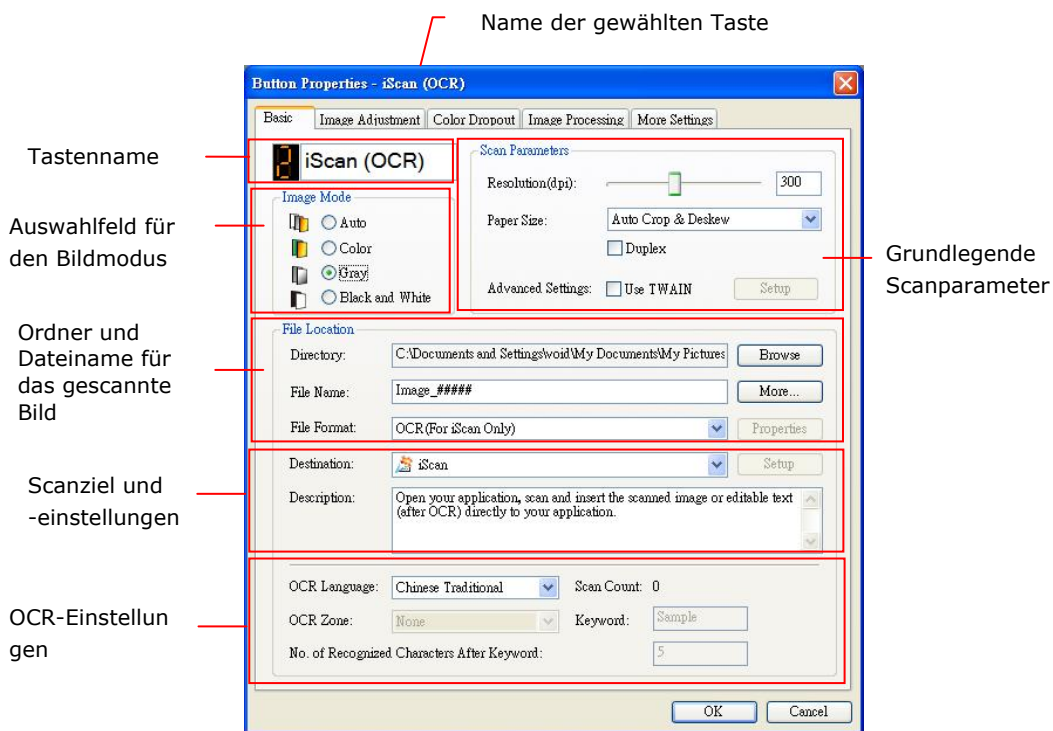 Name der gewählten Taste
Button Properties - iScan (OCR)
Basic Image Adjustment Color Dropout Image Processing More Settings
Tastenname
2 iScan (OCR)
Scan Parameters
Resolution(dpi): 300
Paper Size: Auto Crop & Deskew
Duplex
Advanced Settings: Use TWAIN Setup
Grundlegende
Scanparameter
Auswahlfeld für
den Bildmodus
Image Mode
Auto
Color
Gray
Black and White
Ordner und
Dateiname für
das gescannte
Bild
File Location
Directory: C:\Documents and Settings\void\My Documents\My Pictures Browse
File Name: Image_##### More...
File Format: OCR(For iScan Only) Properties
Scanziel und
-einstellungen
Destination: iScan Setup
Description: Open your application, scan and insert the scanned image or editable text
(after OCR) directly to your application.
OCR-Einstellun
gen
OCR Language: Chinese Traditional Scan Count: 0
OCR Zone: None Keyword: Sample
No. of Recognized Characters After Keyword: 5
OK Cancel